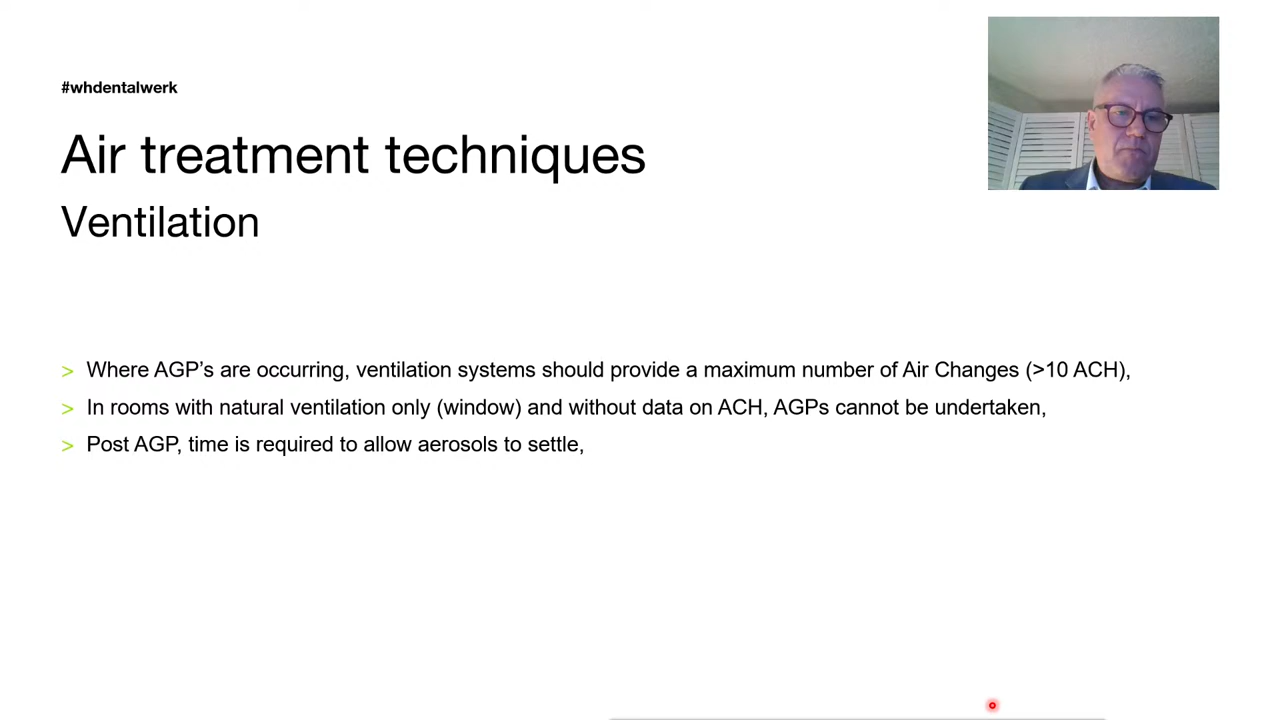 #whdentalwerk
Air treatment techniques
Ventilation
> Where AGP’s are occurring, ventilation systems should provide a maximum number of Air Changes (>10 ACH),
> In rooms with natural ventilation only (window) and without data on ACH, AGPs cannot be undertaken,
> Post AGP, time is required to allow aerosols to settle,